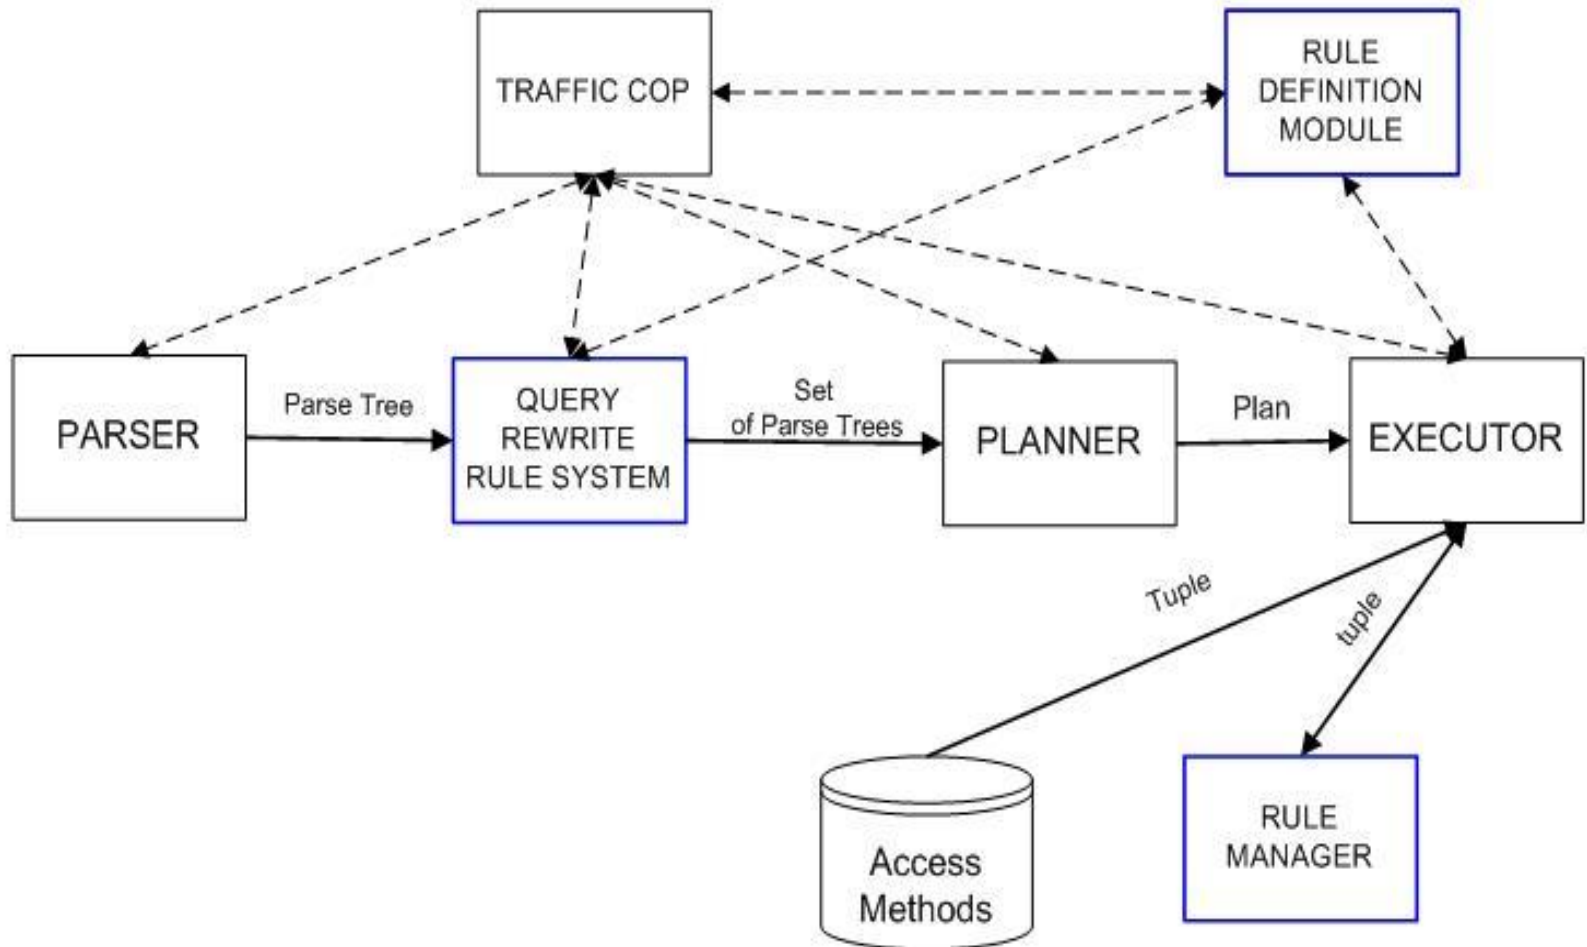 TRAFFIC COP
RULE
DEFINITION
MODULE
PARSER
Parse Tree
QUERY
REWRITE
RULE SYSTEM
Set
of Parse Trees
PLANNER
Plan
EXECUTOR
Tuple
tuple
Access
Methods
RULE
MANAGER